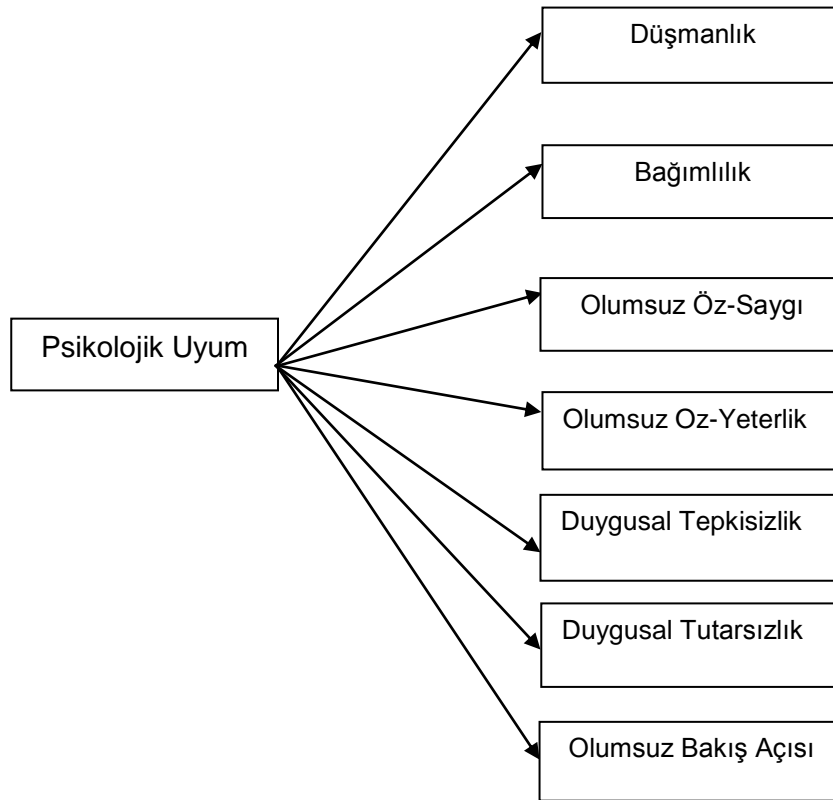 Düşmanlık
Bağımlılık
Olumsuz Öz-Saygı
Psikolojik Uyum
Olumsuz Oz-Yeterlik
Duygusal Tepkisizlik
Duygusal Tutarsızlık
Olumsuz Bakış Açısı